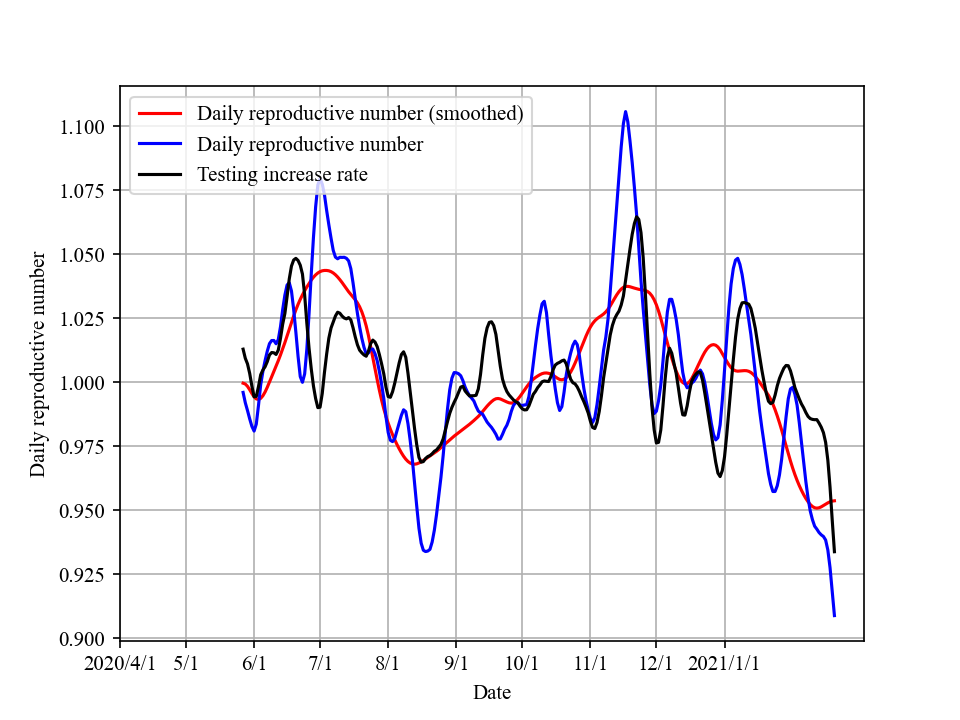 Daily reproductive number (smoothed)
Daily reproductive number
Testing increase rate
Daily reproductive number
1.100
1.075
1.050
1.025
1.000
0.975
0.950
0.925
0.900
2020/4/1 5/1 6/1 7/1 8/1 9/1 10/1 11/1 12/1 2021/1/1
Date